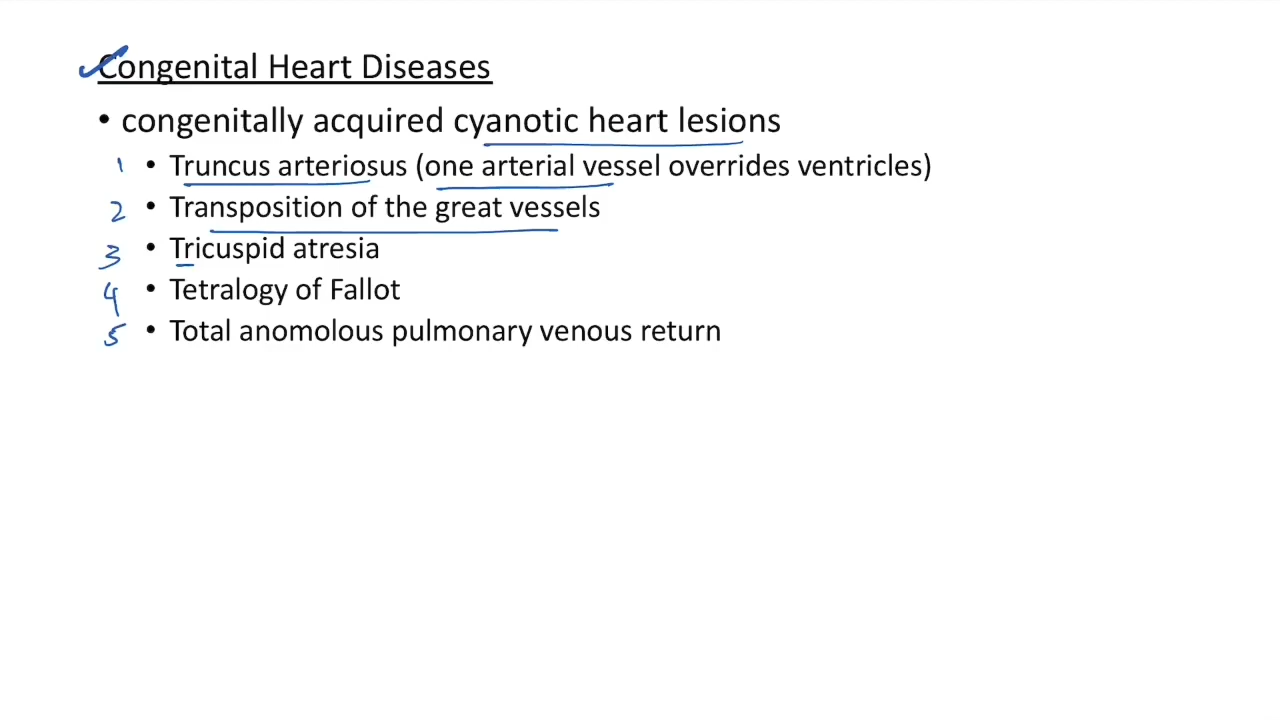 Congenital Heart Diseases
• congenitally acquired cyanotic heart lesions
1 • Truncus arteriosus (one arterial vessel overrides ventricles)
2 • Transposition of the great vessels
3 • Tricuspid atresia
4 • Tetralogy of Fallot
5 • Total anomolous pulmonary venous return